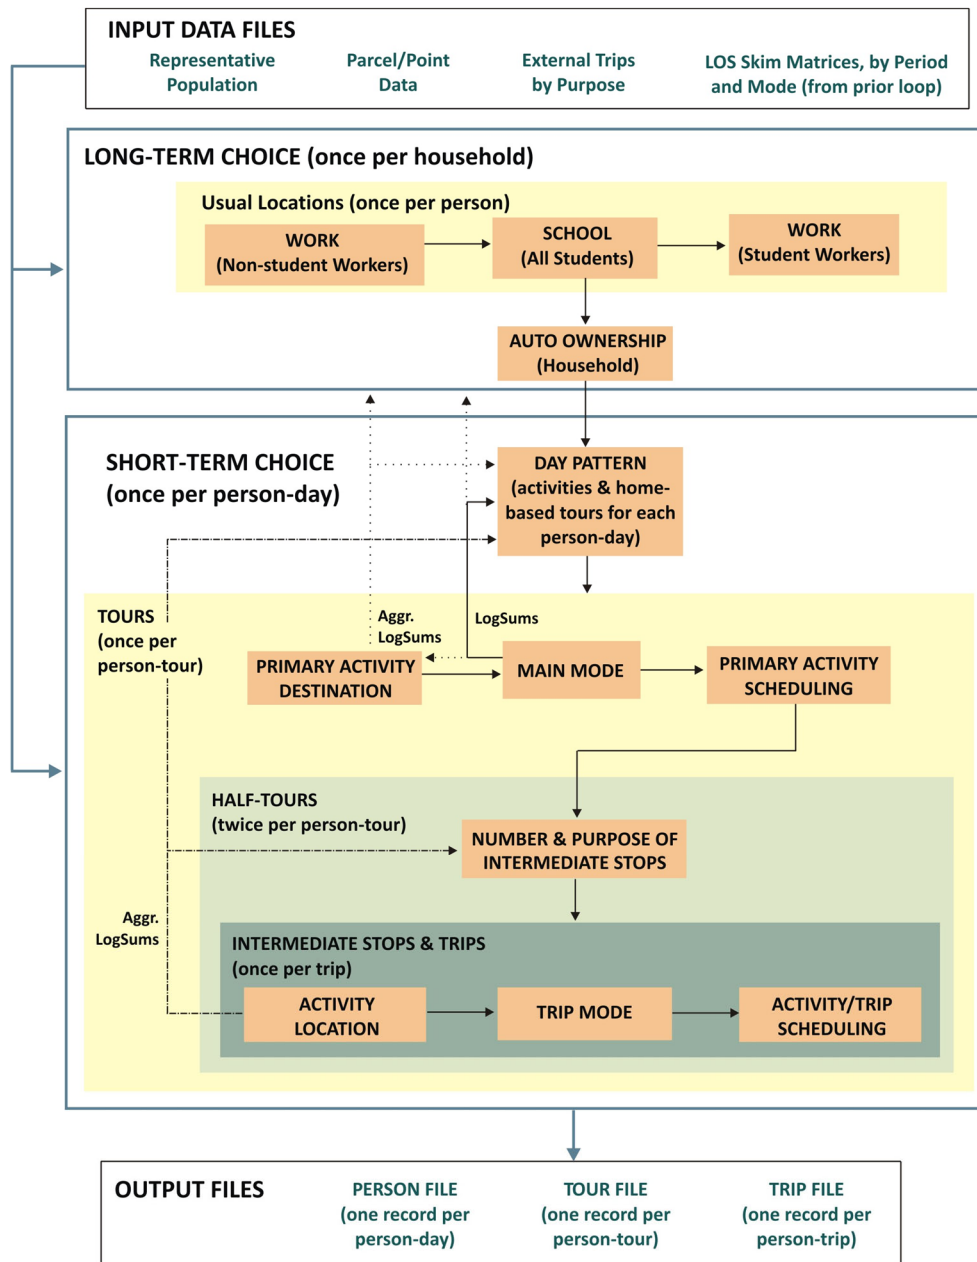 INPUT DATA FILES
Representative
Population
Parcel/Point
Data
External Trips
by Purpose
LOS Skim Matrices, by Period
and Mode (from prior loop)
LONG-TERM CHOICE (once per household)
Usual Locations (once per person)
WORK
(Non-student Workers)
SCHOOL
(All Students)
WORK
(Student Workers)
AUTO OWNERSHIP
(Household)
SHORT-TERM CHOICE
(once per person-day)
DAY PATTERN
(activities & home-
based tours for each
person-day)
TOURS
(once per
person-tour)
Aggr.
LogSums
LogSums
PRIMARY ACTIVITY
DESTINATION
MAIN MODE
PRIMARY ACTIVITY
SCHEDULING
HALF-TOURS
(twice per person-tour)
NUMBER & PURPOSE OF
INTERMEDIATE STOPS
Aggr.
LogSums
INTERMEDIATE STOPS & TRIPS
(once per trip)
ACTIVITY
LOCATION
TRIP MODE
ACTIVITY/TRIP
SCHEDULING
OUTPUT FILES
PERSON FILE
(one record per
person-day)
TOUR FILE
(one record per
person-tour)
TRIP FILE
(one record per
person-trip)